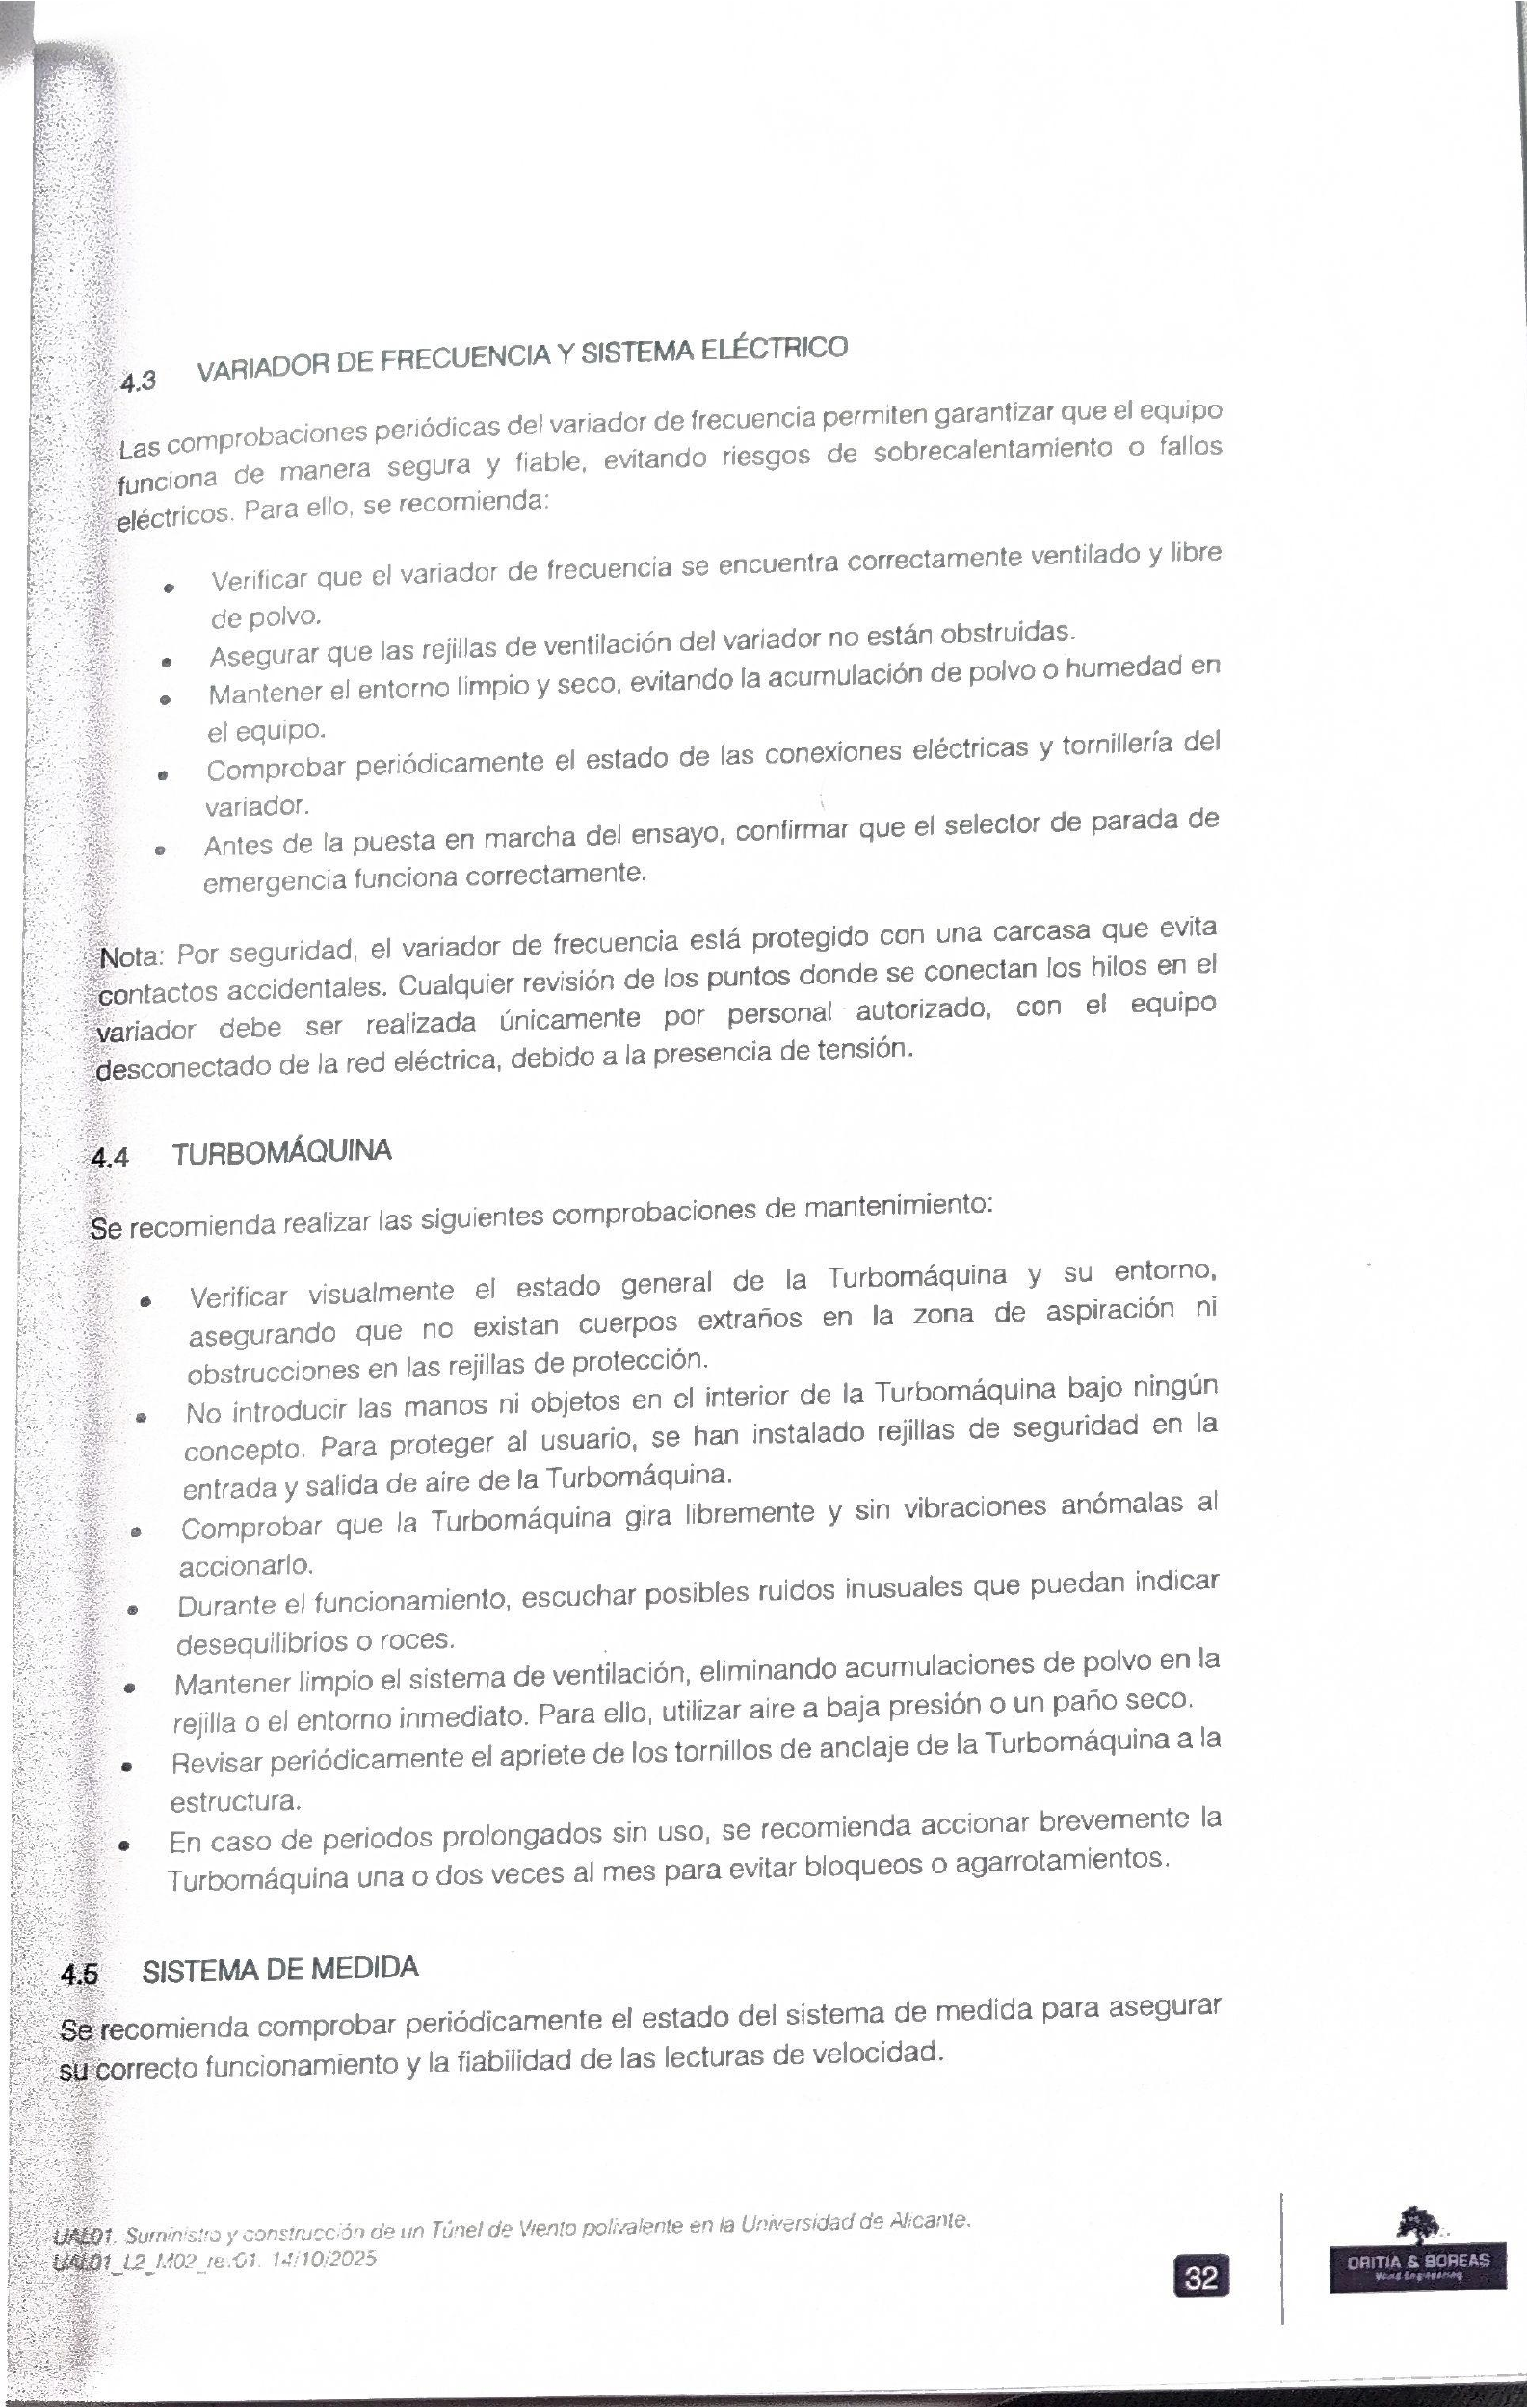 4.3 VARIADOR DE FRECUENCIA Y SISTEMA ELÉCTRICO
Las comprobaciones periódicas del variador de frecuencia permiten garantizar que el equipo
funciona de manera segura y fiable, evitando riesgos de sobrecalentamiento o fallos
eléctricos. Para ello, se recomienda:
• Verificar que el variador de frecuencia se encuentra correctamente ventilado y libre
de polvo.
• Asegurar que las rejillas de ventilación del variador no están obstruidas.
• Mantener el entorno limpio y seco, evitando la acumulación de polvo o humedad en
el equipo.
• Comprobar periódicamente el estado de las conexiones eléctricas y tornillería del
variador.
• Antes de la puesta en marcha del ensayo, confirmar que el selector de parada de
emergencia funciona correctamente.
Nota: Por seguridad, el variador de frecuencia está protegido con una carcasa que evita
contactos accidentales. Cualquier revisión de los puntos donde se conectan los hilos en el
variador debe ser realizada únicamente por personal autorizado, con el equipo
desconectado de la red eléctrica, debido a la presencia de tensión.
4.4 TURBOMÁQUINA
Se recomienda realizar las siguientes comprobaciones de mantenimiento:
• Verificar visualmente el estado general de la Turbomáquina y su entorno,
asegurando que no existan cuerpos extraños en la zona de aspiración ni
obstrucciones en las rejillas de protección.
• No introducir las manos ni objetos en el interior de la Turbomáquina bajo ningún
concepto. Para proteger al usuario, se han instalado rejillas de seguridad en la
entrada y salida de aire de la Turbomáquina.
• Comprobar que la Turbomáquina gira libremente y sin vibraciones anómalas al
accionarlo.
• Durante el funcionamiento, escuchar posibles ruidos inusuales que puedan indicar
desequilibrios o roces.
• Mantener limpio el sistema de ventilación, eliminando acumulaciones de polvo en la
rejilla o el entorno inmediato. Para ello, utilizar aire a baja presión o un paño seco.
• Revisar periódicamente el apriete de los tornillos de anclaje de la Turbomáquina a la
estructura.
• En caso de periodos prolongados sin uso, se recomienda accionar brevemente la
Turbomáquina una o dos veces al mes para evitar bloqueos o agarrotamientos.
4.5 SISTEMA DE MEDIDA
Se recomienda comprobar periódicamente el estado del sistema de medida para asegurar
su correcto funcionamiento y la fiabilidad de las lecturas de velocidad.
UAL01. Suministro y construcción de un Túnel de Viento polivalente en la Universidad de Alicante.
UAL01_L2_M02_rev01. 14/10/2025
32
ORITIA & BOREAS
Wind Engineering